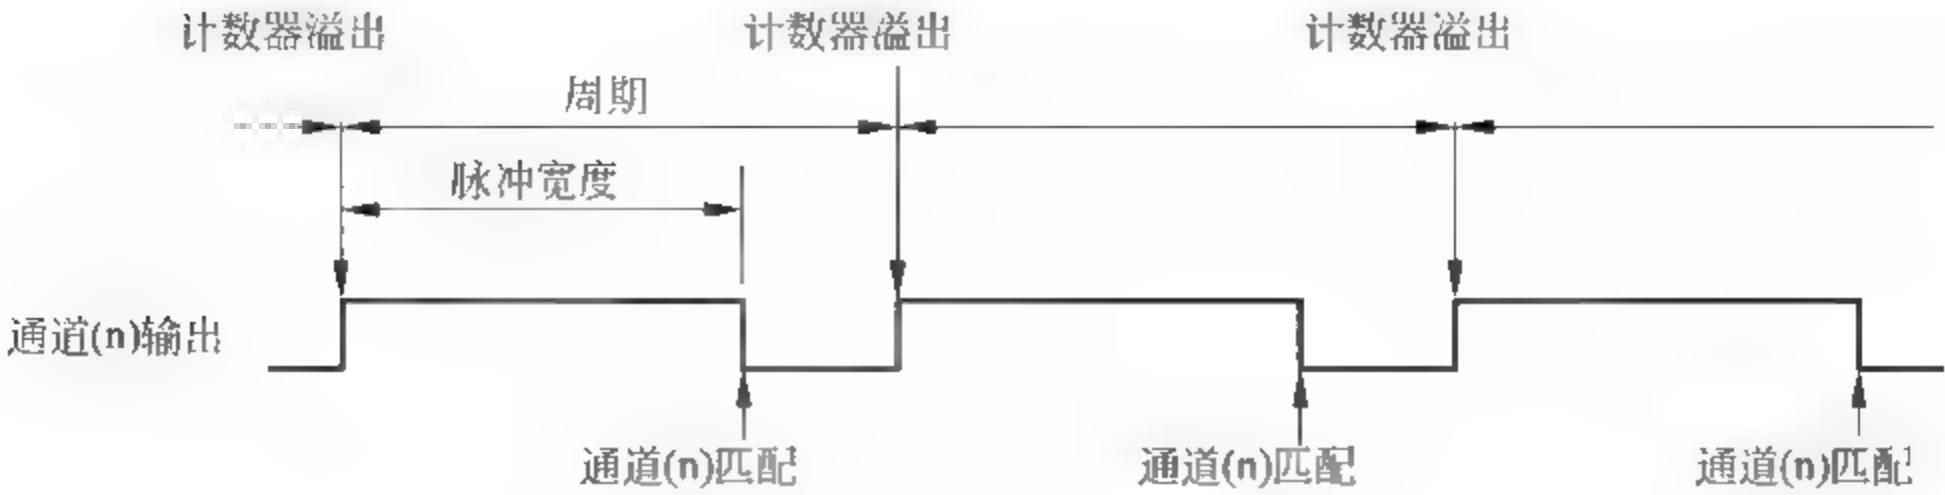 计数器溢出 计数器溢出 计数器溢出
周期
脉冲宽度
通道(n)输出
通道(n)匹配 通道(n)匹配 通道(n)匹配